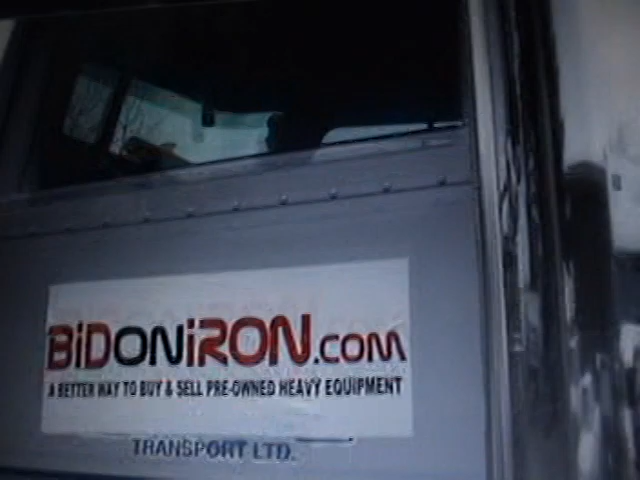 BiDONiRON.COM
A BETTER WAY TO BUY & SELL PRE-OWNED HEAVY EQUIPMENT
TRANSPORT LTD.